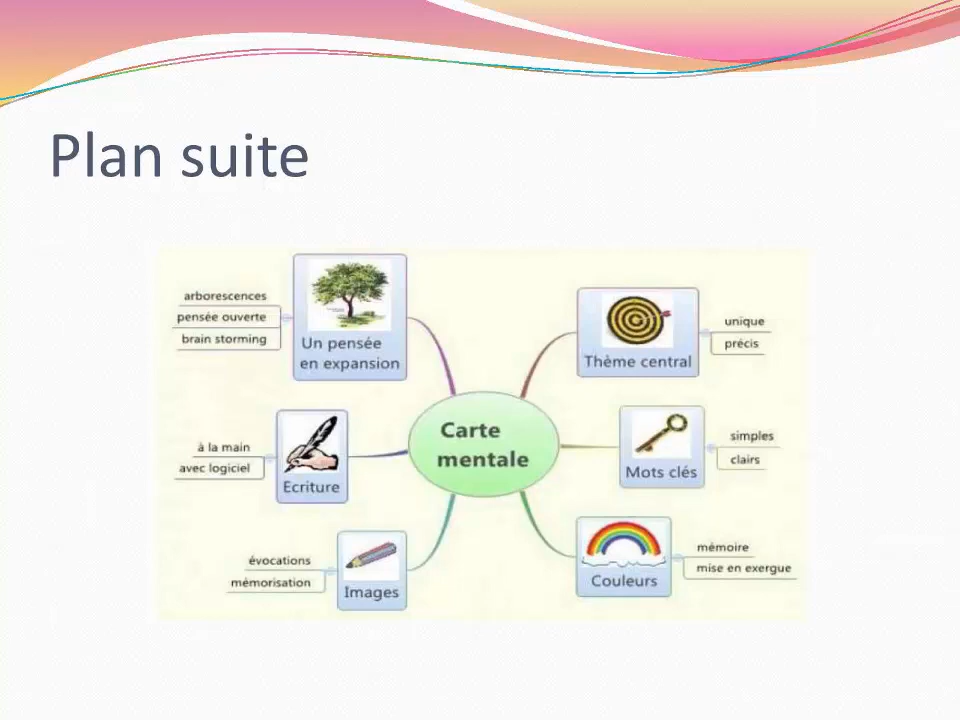 Plan suite
arborescences
pensée ouverte
brain storming
Un pensée
en expansion
Thème central
unique
précis
Carte
mentale
à la main
avec logiciel
Ecriture
Mots clés
simples
clairs
évocations
mémorisation
Images
Couleurs
mémoire
mise en exergue